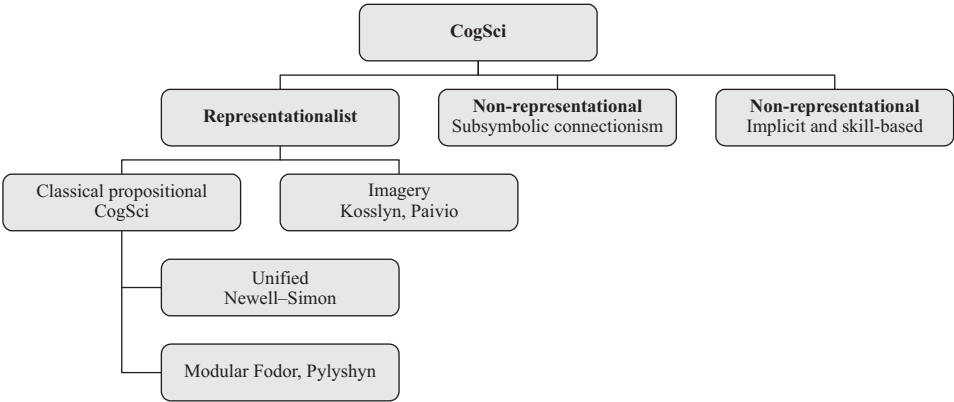 CogSci
Representationalist
Non-representational
Subsymbolic connectionism
Non-representational
Implicit and skill-based
Classical propositional
CogSci
Imagery
Kosslyn, Paivio
Unified
Newell–Simon
Modular Fodor, Pylyshyn